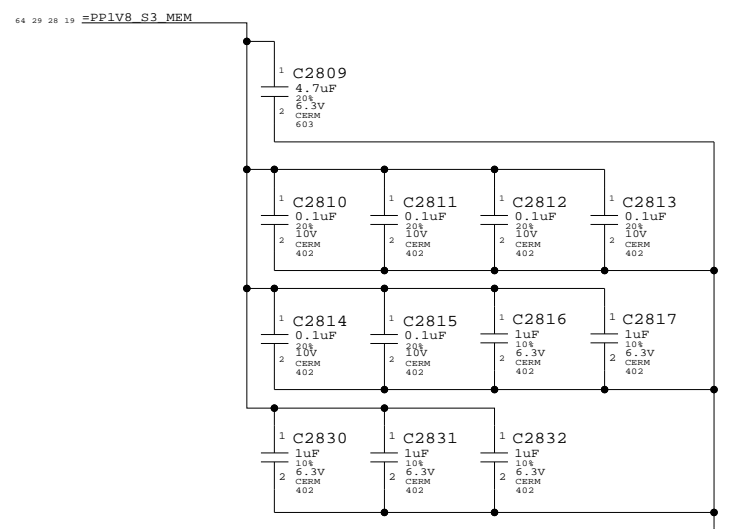 64 29 28 19 =PP1V8_S3_MEM
1 C2809
4.7uF
20%
6.3V
2 CERM
603
1 C2810 1 C2811 1 C2812 1 C2813
0.1uF 0.1uF 0.1uF 0.1uF
20% 20% 20% 20%
10V 10V 10V 10V
2 CERM 2 CERM 2 CERM 2 CERM
402 402 402 402
1 C2814 1 C2815 1 C2816 1 C2817
0.1uF 0.1uF 1uF 1uF
20% 20% 10% 10%
10V 10V 6.3V 6.3V
2 CERM 2 CERM 2 CERM 2 CERM
402 402 402 402
1 C2830 1 C2831 1 C2832
1uF 1uF 1uF
10% 10% 10%
6.3V 6.3V 6.3V
2 CERM 2 CERM 2 CERM
402 402 402